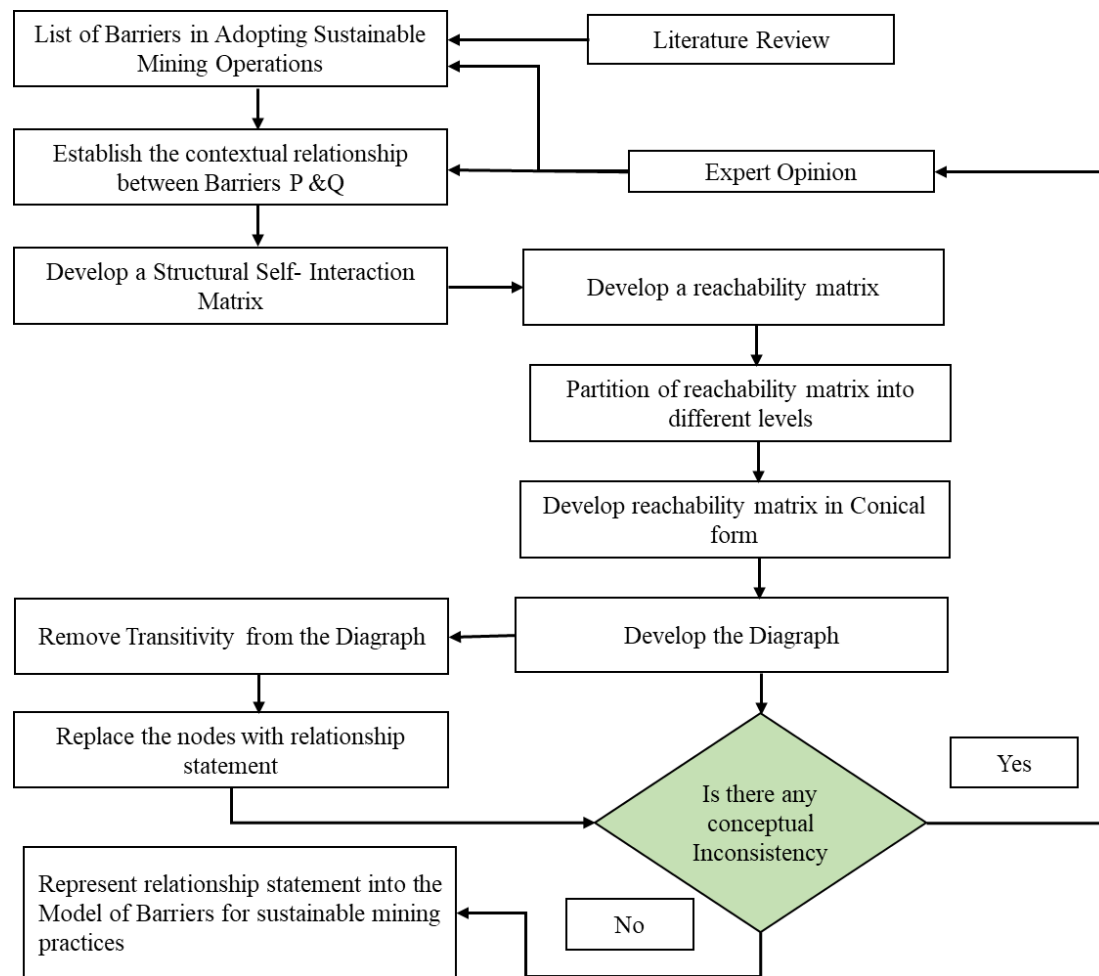 List of Barriers in Adopting Sustainable
Mining Operations
Literature Review
Establish the contextual relationship
between Barriers P &Q
Expert Opinion
Develop a Structural Self- Interaction
Matrix
Develop a reachability matrix
Partition of reachability matrix into
different levels
Develop reachability matrix in Conical
form
Remove Transitivity from the Diagraph
Develop the Diagraph
Replace the nodes with relationship
statement
Yes
Is there any
conceptual
Inconsistency
Represent relationship statement into the
Model of Barriers for sustainable mining
practices
No